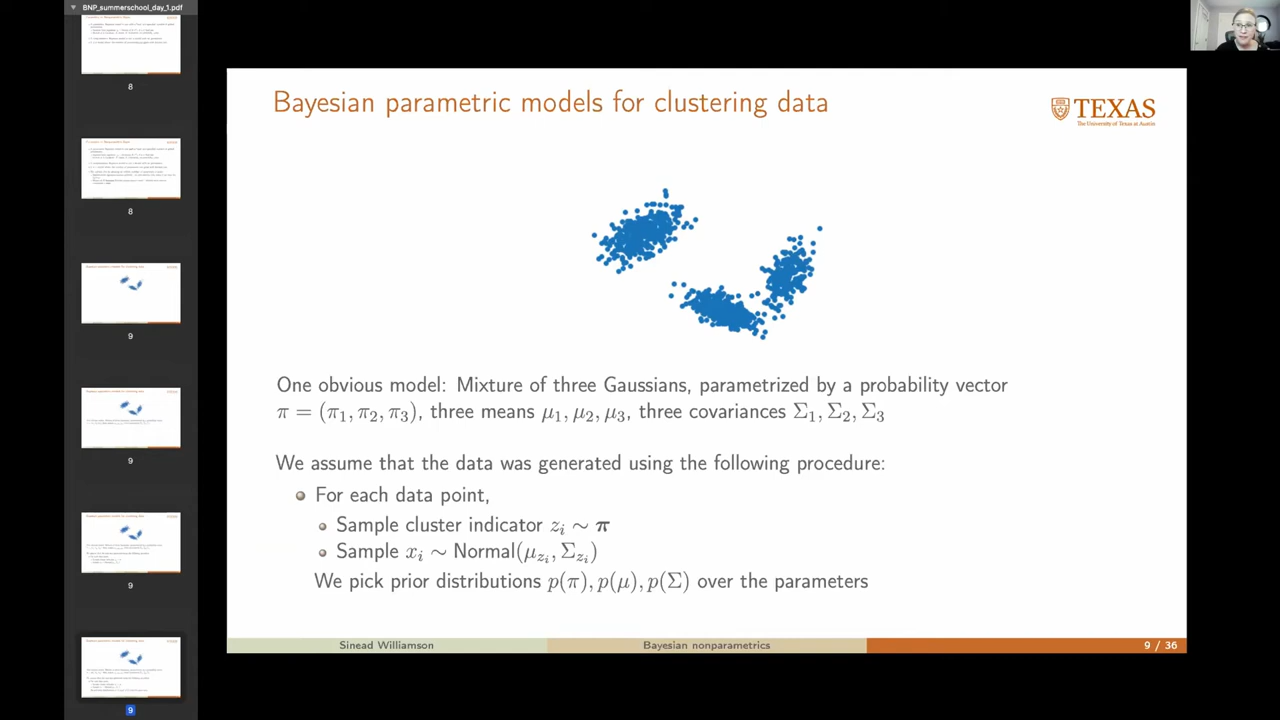 BNP_summerschool_day_1.pdf
8
8
9
9
9
9
Bayesian parametric models for clustering data
TEXAS
The University of Texas at Austin
One obvious model: Mixture of three Gaussians, parametrized by a probability vector
π = (π₁, π₂, π₃), three means μ₁, μ₂, μ₃, three covariances Σ₁, Σ₂, Σ₃
We assume that the data was generated using the following procedure:
For each data point,
Sample cluster indicator zᵢ ∼ π
Sample xᵢ ∼ Normal(μ_{zᵢ} Σ_{zᵢ})
We pick prior distributions p(π), p(μ), p(Σ) over the parameters
Sinead Williamson
Bayesian nonparametrics
9 / 36